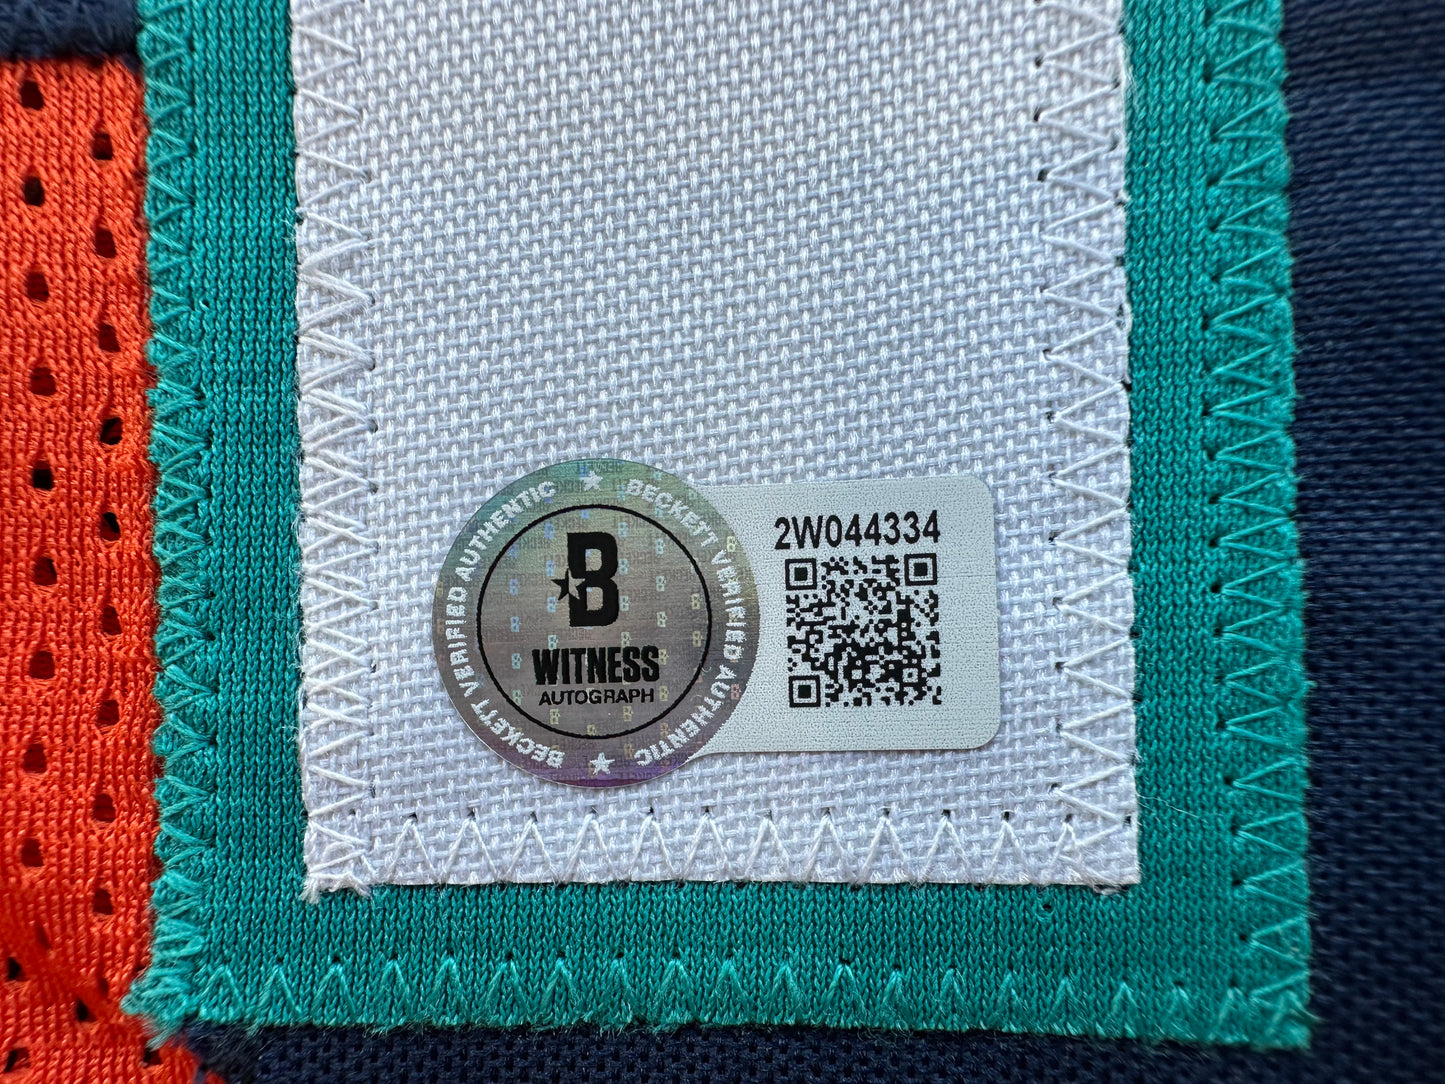 BECKETT VERIFIED AUTHENTIC ★ BECKETT VERIFIED AUTHENTIC ★
B
WITNESS
AUTOGRAPH
2W044334